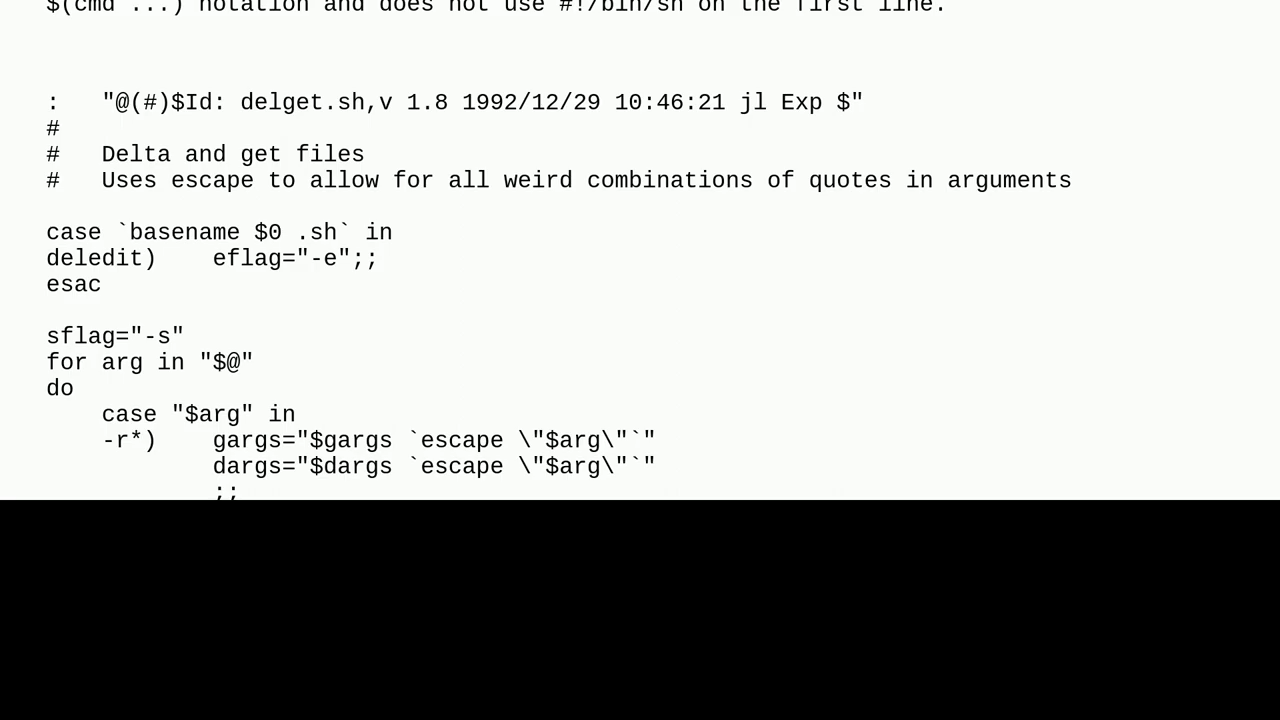 $(cmd ...) notation and does not use #!/bin/sh on the first line.
:   "@(#)$Id: delget.sh,v 1.8 1992/12/29 10:46:21 jl Exp $"
#
#   Delta and get files
#   Uses escape to allow for all weird combinations of quotes in arguments
case `basename $0 .sh` in
deledit)    eflag="-e";;
esac
sflag="-s"
for arg in "$@"
do
    case "$arg" in
    -r*)    gargs="$gargs `escape \"$arg\"`"
            dargs="$dargs `escape \"$arg\"`"
            ;;